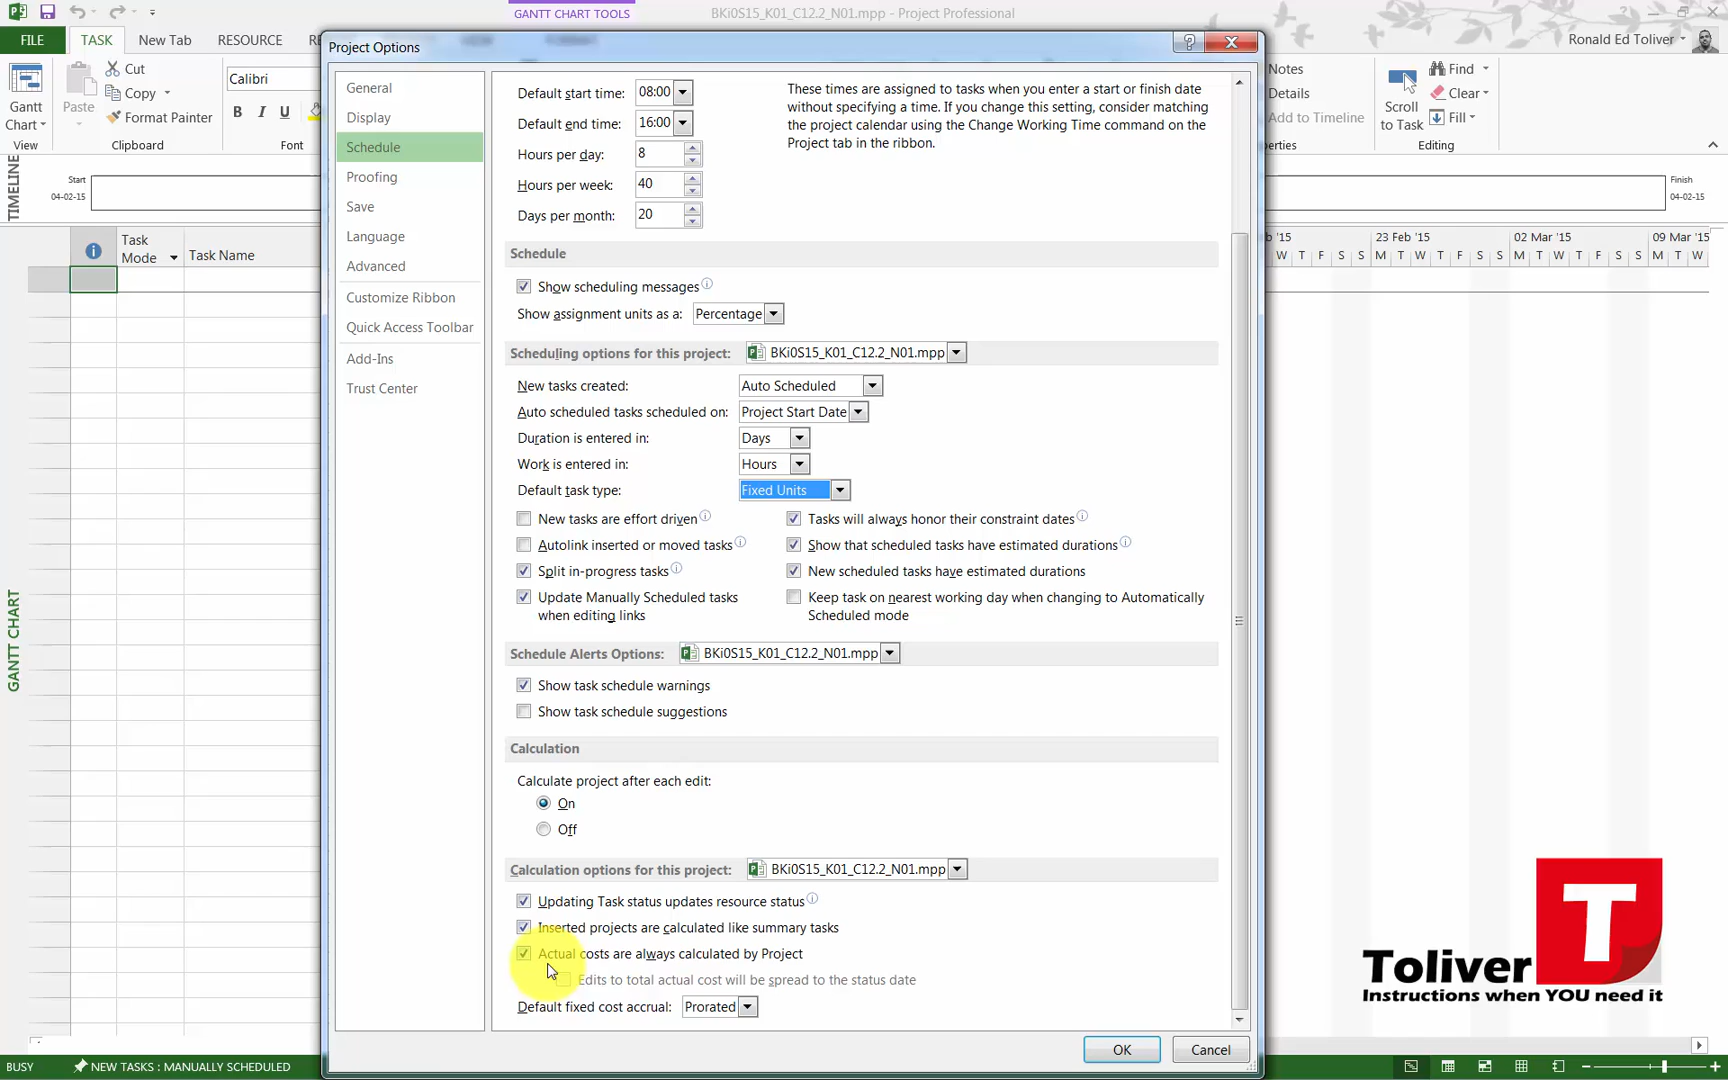 GANTT CHART TOOLS
BKi0S15_K01_C12.2_N01.mpp - Project Professional
FILE
TASK
New Tab
RESOURCE
Ronald Ed Toliver
Gantt
Chart
View
Paste
Cut
Copy
Format Painter
Clipboard
Calibri
B I U
Font
Notes
Details
Add to Timeline
Scroll
to Task
Find
Clear
Fill
Editing
TIMELINE
Start
04-02-15
Finish
04-02-15
Task
Mode
Task Name
23 Feb '15
02 Mar '15
09 Mar '15
W T F S S M T W T F S S M T W T F S S M T W
GANTT CHART
Project Options
General
Display
Schedule
Proofing
Save
Language
Advanced
Customize Ribbon
Quick Access Toolbar
Add-Ins
Trust Center
Default start time: 08:00
Default end time: 16:00
Hours per day: 8
Hours per week: 40
Days per month: 20
These times are assigned to tasks when you enter a start or finish date
without specifying a time. If you change this setting, consider matching
the project calendar using the Change Working Time command on the
Project tab in the ribbon.
Schedule
Show scheduling messages
Show assignment units as a: Percentage
Scheduling options for this project: BKi0S15_K01_C12.2_N01.mpp
New tasks created: Auto Scheduled
Auto scheduled tasks scheduled on: Project Start Date
Duration is entered in: Days
Work is entered in: Hours
Default task type: Fixed Units
New tasks are effort driven
Autolink inserted or moved tasks
Split in-progress tasks
Update Manually Scheduled tasks
when editing links
Tasks will always honor their constraint dates
Show that scheduled tasks have estimated durations
New scheduled tasks have estimated durations
Keep task on nearest working day when changing to Automatically
Scheduled mode
Schedule Alerts Options: BKi0S15_K01_C12.2_N01.mpp
Show task schedule warnings
Show task schedule suggestions
Calculation
Calculate project after each edit:
On
Off
Calculation options for this project: BKi0S15_K01_C12.2_N01.mpp
Updating Task status updates resource status
Inserted projects are calculated like summary tasks
Actual costs are always calculated by Project
Edits to total actual cost will be spread to the status date
Default fixed cost accrual: Prorated
OK
Cancel
T
Toliver
Instructions when YOU need it
BUSY
NEW TASKS : MANUALLY SCHEDULED